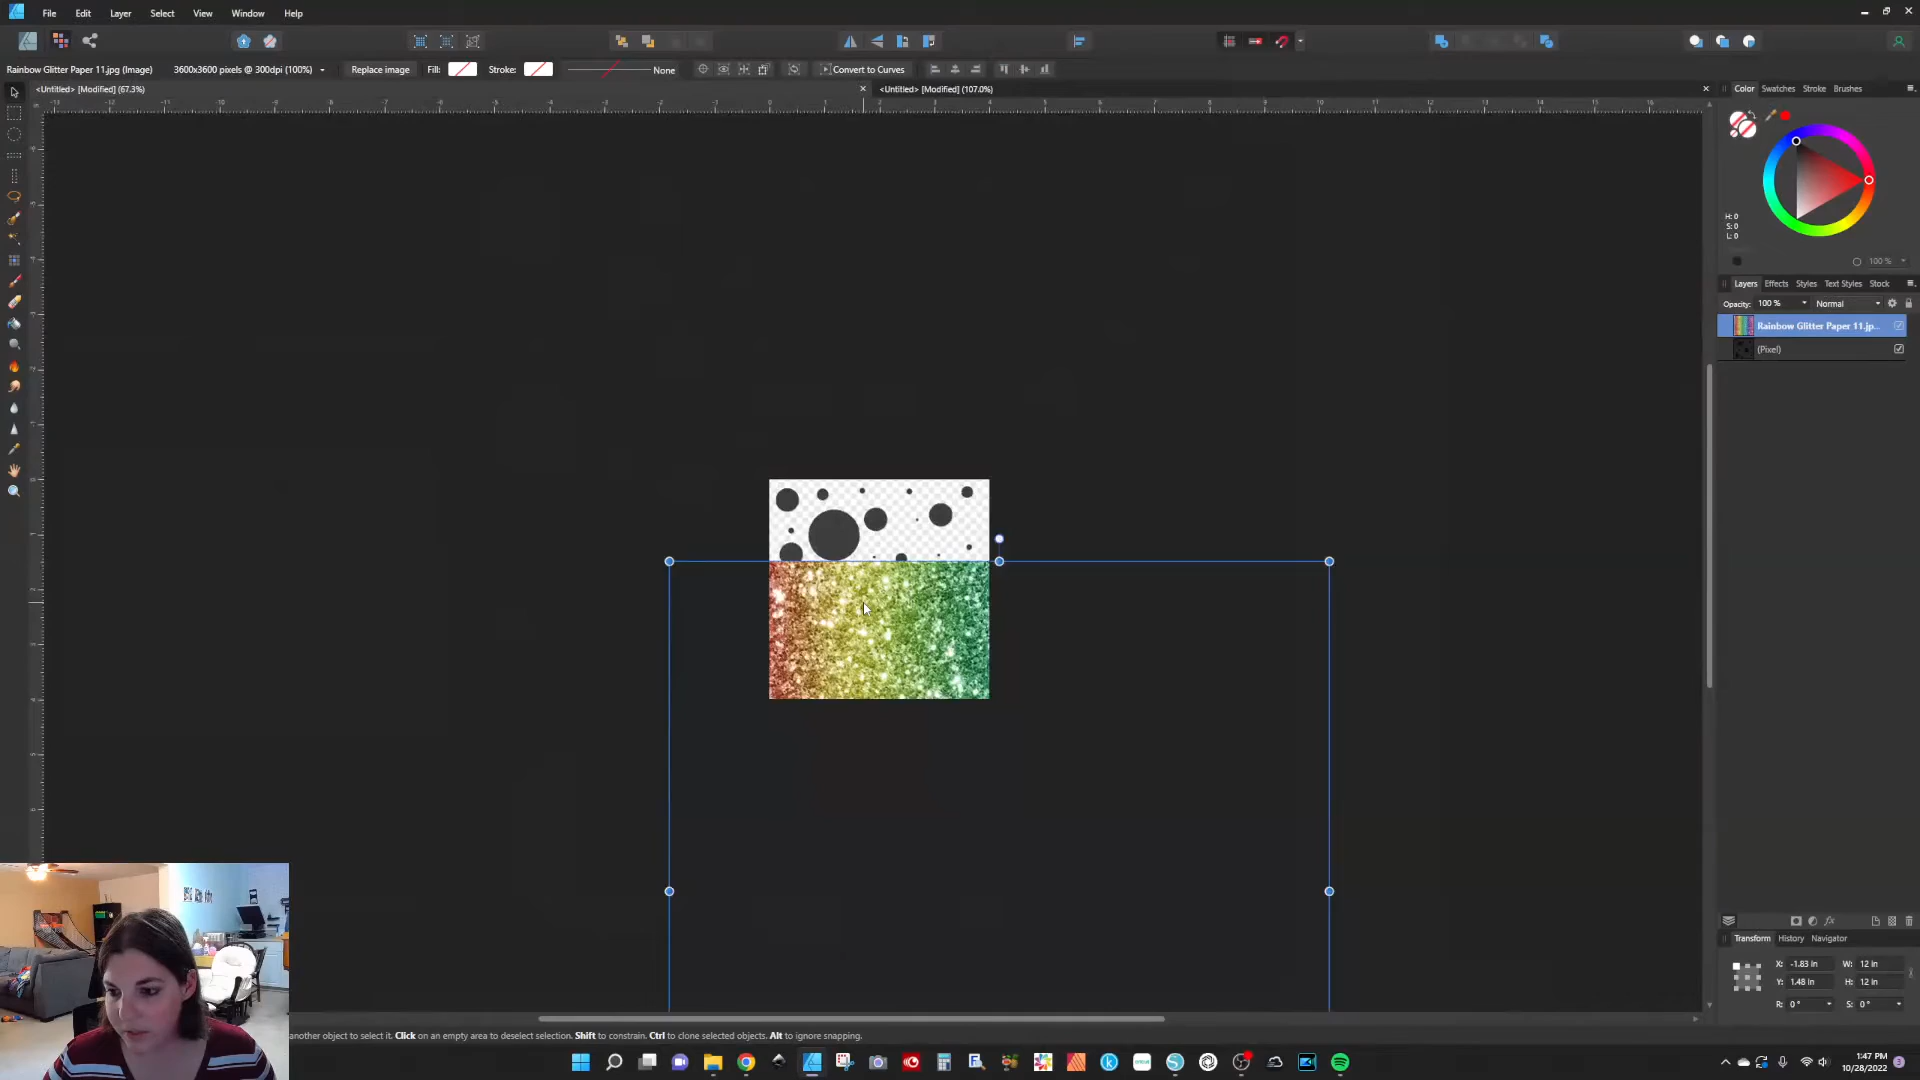 File Edit Layer Select View Window Help
Rainbow Glitter Paper 11.jpg (Image) 3600x3600 pixels @ 300dpi (100%) Replace image Fill: Stroke: None Convert to Curves
<Untitled> [Modified] (67.3%) <Untitled> [Modified] (107.0%)
Color Swatches Stroke Brushes
H: 0
S: 0
L: 0
100 %
Layers Effects Styles Text Styles Stock
Opacity: 100 % Normal
Rainbow Glitter Paper 11.jp...
(Pixel)
Transform History Navigator
X: -1.83 in W: 12 in
Y: 1.48 in H: 12 in
R: 0 ° S: 0 °
another object to select it. Click on an empty area to deselect selection. Shift to constrain. Ctrl to clone selected objects. Alt to ignore snapping.
1:47 PM
10/28/2022